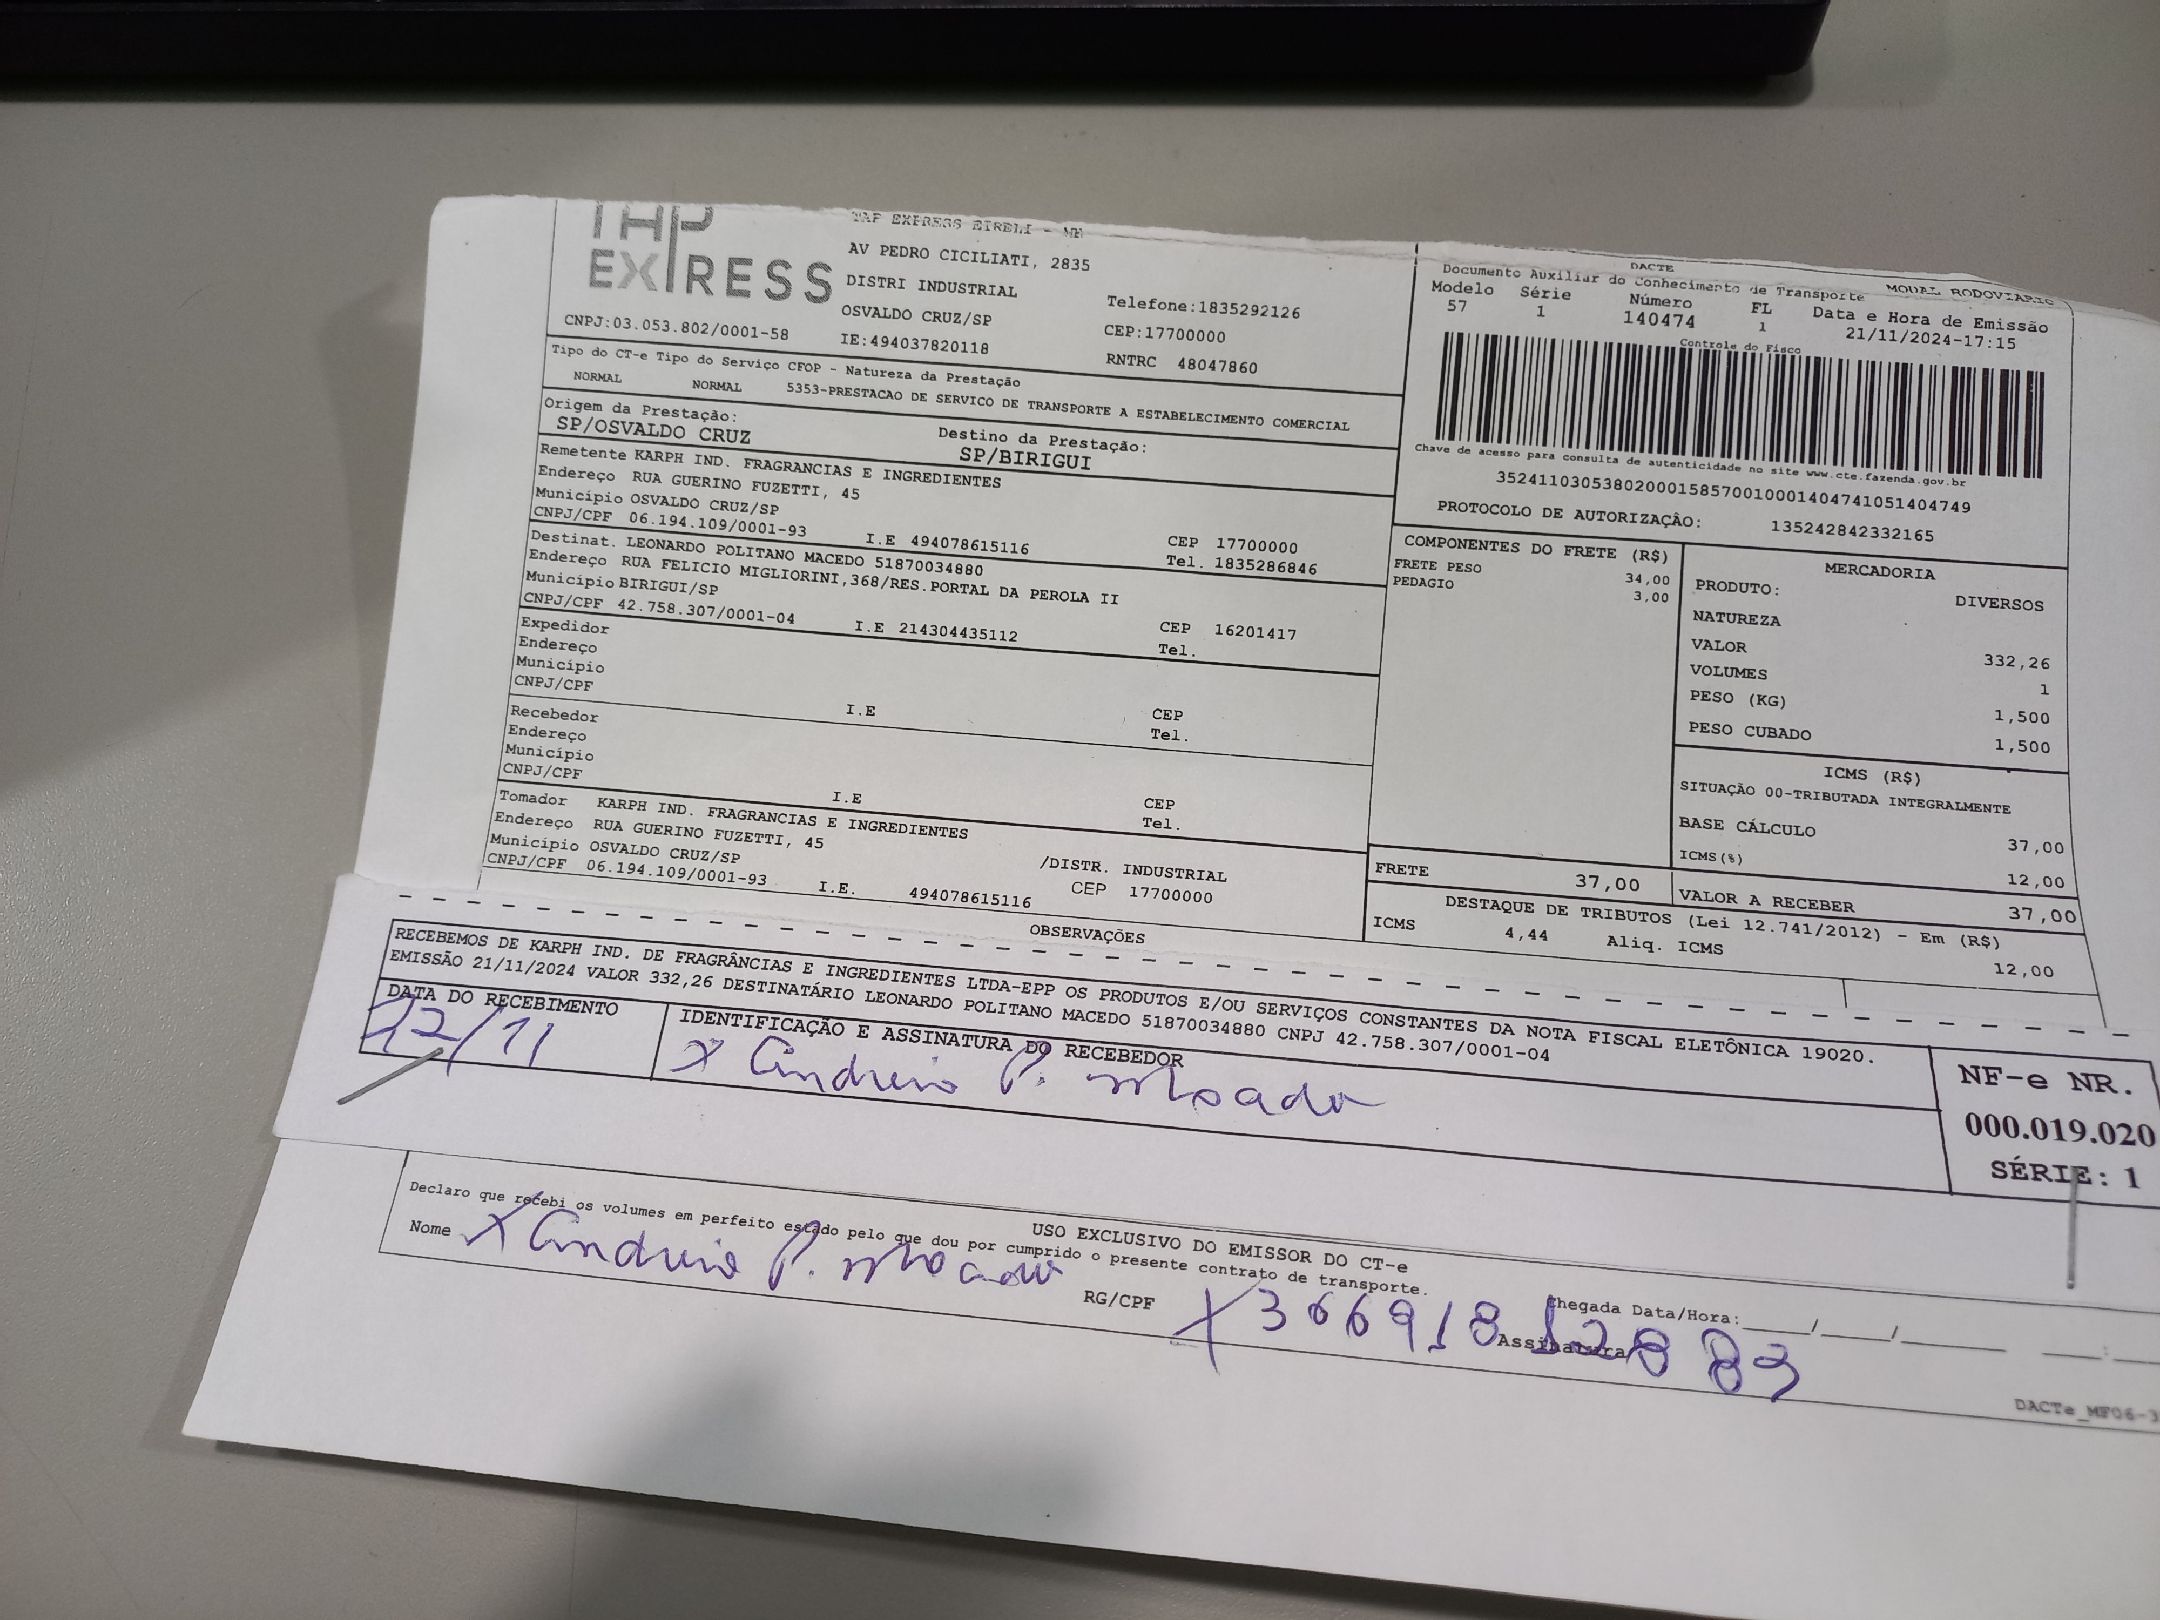 TAP
EXPRESS
CNPJ:03.053.802/0001-58
TAP EXPRESS EIRELI - ME
AV PEDRO CICILIATI, 2835
DISTRI INDUSTRIAL
OSVALDO CRUZ/SP
IE:494037820118
Telefone:1835292126
CEP:17700000
RNTRC 48047860
DACTE
Documento Auxiliar do Conhecimento de Transporte
MODAL RODOVIARIO
Modelo Série Número FL Data e Hora de Emissão
57 1 140474 1 21/11/2024-17:15
Controle do Fisco
Chave de acesso para consulta de autenticidade no site www.cte.fazenda.gov.br
35241103053802000158570010001404741051404749
PROTOCOLO DE AUTORIZAÇÃO: 135242842332165
Tipo do CT-e Tipo do Serviço CFOP - Natureza da Prestação
NORMAL NORMAL 5353-PRESTACAO DE SERVICO DE TRANSPORTE A ESTABELECIMENTO COMERCIAL
Origem da Prestação: Destino da Prestação:
SP/OSVALDO CRUZ SP/BIRIGUI
Remetente KARPH IND. FRAGRANCIAS E INGREDIENTES
Endereço RUA GUERINO FUZETTI, 45
Município OSVALDO CRUZ/SP CEP 17700000
CNPJ/CPF 06.194.109/0001-93 I.E 494078615116 Tel. 1835286846
Destinat. LEONARDO POLITANO MACEDO 51870034880
Endereço RUA FELICIO MIGLIORINI,368/RES.PORTAL DA PEROLA II
Município BIRIGUI/SP CEP 16201417
CNPJ/CPF 42.758.307/0001-04 I.E 214304435112 Tel.
Expedidor
Endereço
Município CEP
CNPJ/CPF I.E Tel.
Recebedor
Endereço
Município CEP
CNPJ/CPF I.E Tel.
Tomador KARPH IND. FRAGRANCIAS E INGREDIENTES
Endereço RUA GUERINO FUZETTI, 45 /DISTR. INDUSTRIAL
Município OSVALDO CRUZ/SP CEP 17700000
CNPJ/CPF 06.194.109/0001-93 I.E. 494078615116
COMPONENTES DO FRETE (R$)
FRETE PESO 34,00
PEDAGIO 3,00
MERCADORIA
PRODUTO: DIVERSOS
NATUREZA
VALOR 332,26
VOLUMES 1
PESO (KG) 1,500
PESO CUBADO 1,500
ICMS (R$)
SITUAÇÃO 00-TRIBUTADA INTEGRALMENTE
BASE CÁLCULO 37,00
ICMS(%) 12,00
FRETE 37,00 VALOR A RECEBER 37,00
DESTAQUE DE TRIBUTOS (Lei 12.741/2012) - Em (R$)
ICMS 4,44 Aliq. ICMS 12,00
OBSERVAÇÕES
RECEBEMOS DE KARPH IND. DE FRAGRÂNCIAS E INGREDIENTES LTDA-EPP OS PRODUTOS E/OU SERVIÇOS CONSTANTES DA NOTA FISCAL ELETÔNICA 19020.
EMISSÃO 21/11/2024 VALOR 332,26 DESTINATÁRIO LEONARDO POLITANO MACEDO 51870034880 CNPJ 42.758.307/0001-04
DATA DO RECEBIMENTO IDENTIFICAÇÃO E ASSINATURA DO RECEBEDOR
22/11 x Andreia P.
NF-e NR.
000.019.020
SÉRIE: 1
USO EXCLUSIVO DO EMISSOR DO CT-e
Declaro que recebi os volumes em perfeito estado pelo que dou por cumprido o presente contrato de transporte.
Nome x Andreia P. RG/CPF x 36691812883 Chegada Data/Hora:____/____/____ __:__
Assinatura
DACTe_MF06-3